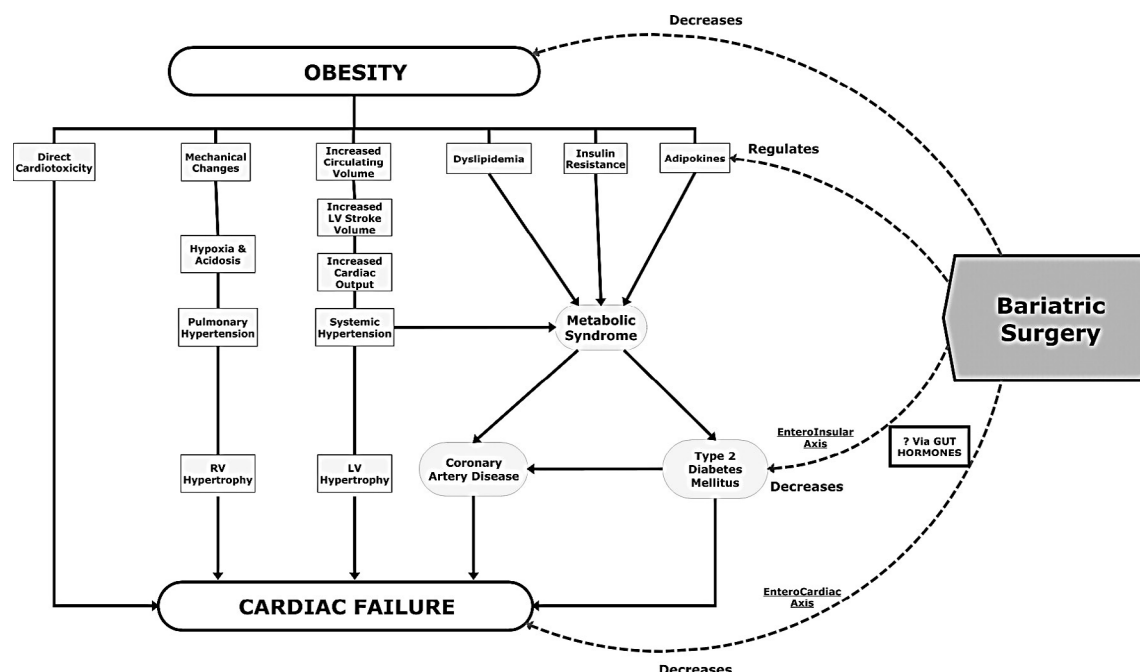 Decreases
OBESITY
Direct
Cardiotoxicity
Mechanical
Changes
Increased
Circulating
Volume
Dyslipidemia
Insulin
Resistance
Adipokines
Regulates
Increased
LV Stroke
Volume
Hypoxia &
Acidosis
Increased
Cardiac
Output
Pulmonary
Hypertension
Systemic
Hypertension
Metabolic
Syndrome
Bariatric
Surgery
EnteroInsular
Axis
? Via GUT
HORMONES
RV
Hypertrophy
LV
Hypertrophy
Coronary
Artery Disease
Type 2
Diabetes
Mellitus
Decreases
CARDIAC FAILURE
EnteroCardiac
Axis
Decreases